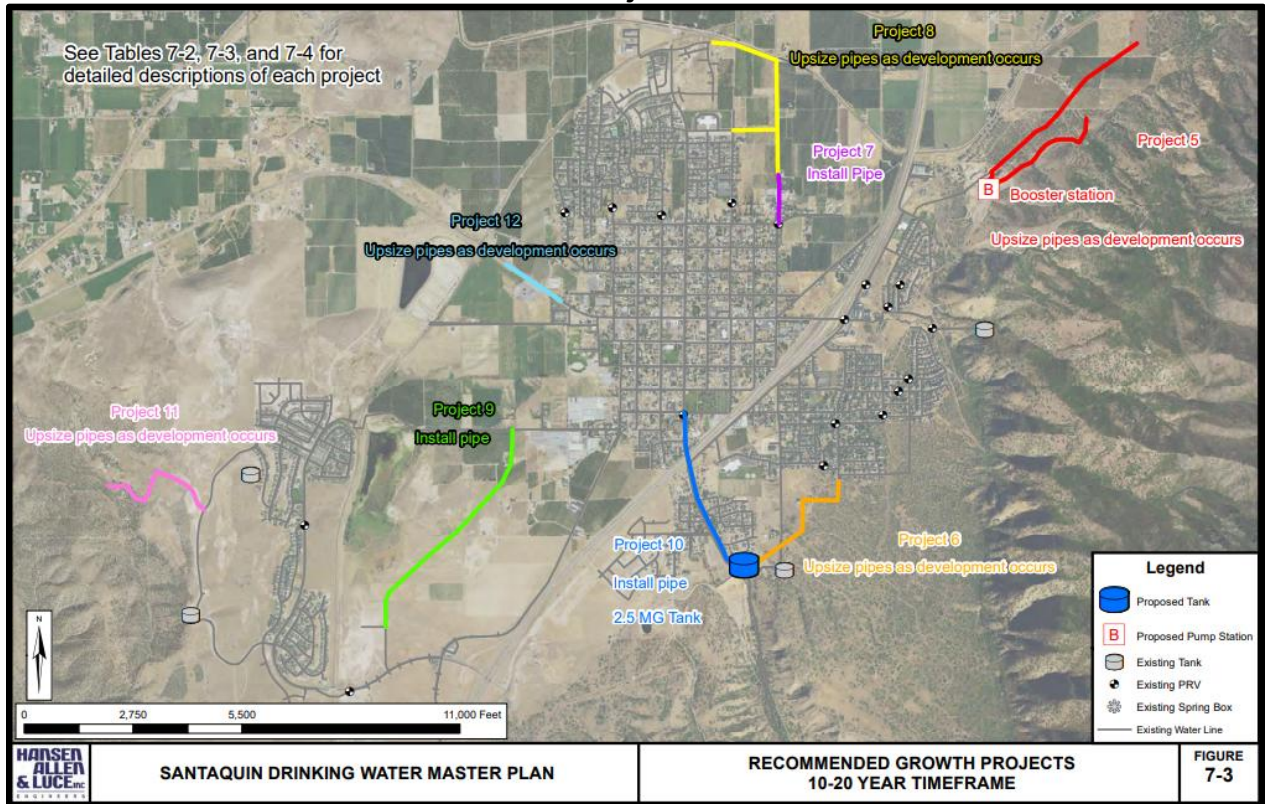 See Tables 7-2, 7-3, and 7-4 for
detailed descriptions of each project
Project 8
Upsize pipes as development occurs
Project 5
Project 7
Install Pipe
B
Booster station
Upsize pipes as development occurs
Project 12
Upsize pipes as development occurs
Project 11
Upsize pipes as development occurs
Project 9
Install pipe
Project 10
Install pipe
2.5 MG Tank
Project 6
Upsize pipes as development occurs
Legend
Proposed Tank
B Proposed Pump Station
Existing Tank
Existing PRV
Existing Spring Box
Existing Water Line
N
0 2,750 5,500 11,000 Feet
HANSEN
ALLEN
& LUCE INC
ENGINEERS
SANTAQUIN DRINKING WATER MASTER PLAN
RECOMMENDED GROWTH PROJECTS
10-20 YEAR TIMEFRAME
FIGURE
7-3